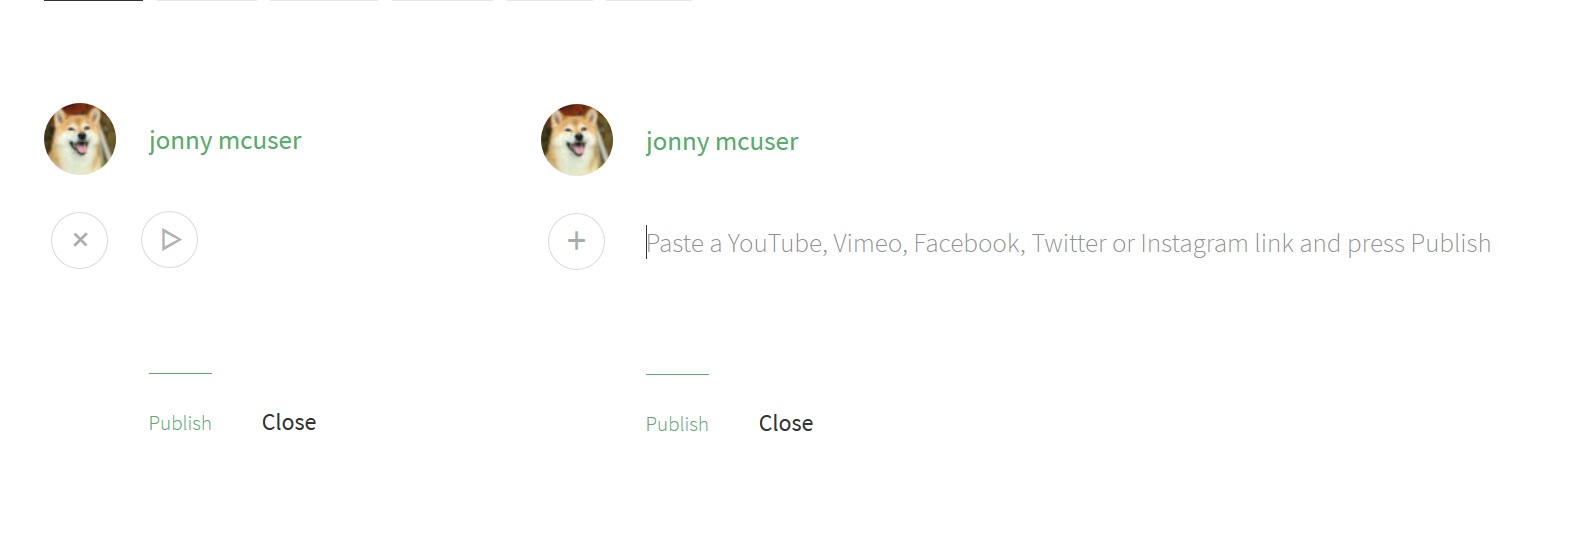 jonny mcuser
Publish Close
jonny mcuser
Paste a YouTube, Vimeo, Facebook, Twitter or Instagram link and press Publish
Publish Close